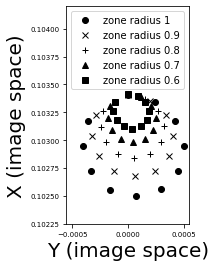 0.10420
0.10400
0.10375
0.10350
0.10325
0.10300
0.10275
0.10250
0.10225
X (image space)
zone radius 1
zone radius 0.9
zone radius 0.8
zone radius 0.7
zone radius 0.6
−0.0005
0.0000
0.0005
Y (image space)